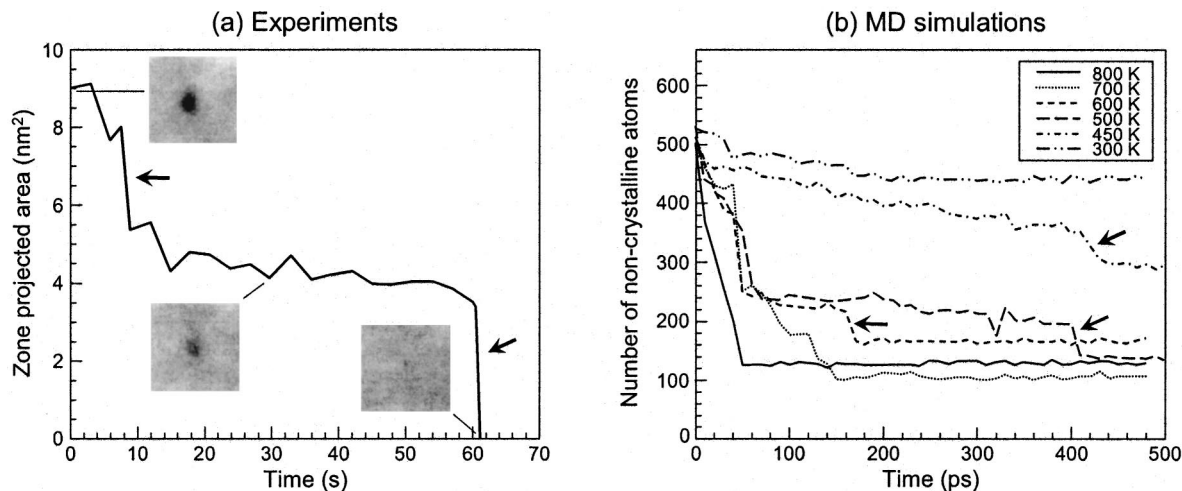 (a) Experiments
10
8
6
4
2
0
0 10 20 30 40 50 60 70
Zone projected area (nm²)
Time (s)
(b) MD simulations
600
500
400
300
200
100
0
0 100 200 300 400 500
Number of non-crystalline atoms
Time (ps)
800 K
700 K
600 K
500 K
450 K
300 K